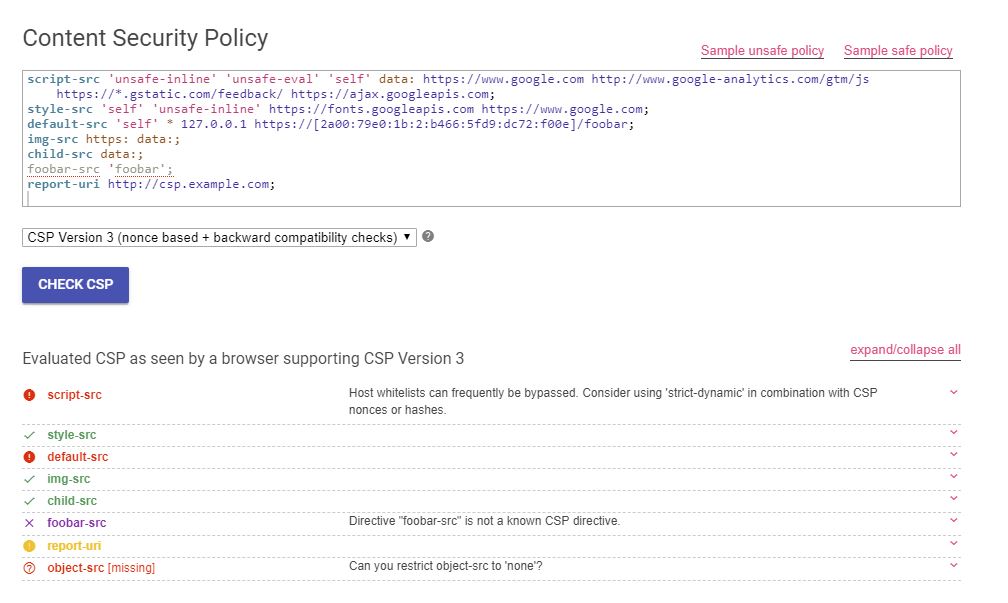 Content Security Policy
Sample unsafe policy Sample safe policy
script-src 'unsafe-inline' 'unsafe-eval' 'self' data: https://www.google.com http://www.google-analytics.com/gtm/js
https://*.gstatic.com/feedback/ https://ajax.googleapis.com;
style-src 'self' 'unsafe-inline' https://fonts.googleapis.com https://www.google.com;
default-src 'self' * 127.0.0.1 https://[2a00:79e0:1b:2:b466:5fd9:dc72:f00e]/foobar;
img-src https: data:;
child-src data:;
foobar-src 'foobar';
report-uri http://csp.example.com;
CSP Version 3 (nonce based + backward compatibility checks)
CHECK CSP
expand/collapse all
Evaluated CSP as seen by a browser supporting CSP Version 3
script-src Host whitelists can frequently be bypassed. Consider using 'strict-dynamic' in combination with CSP
nonces or hashes.
style-src
default-src
img-src
child-src
foobar-src Directive "foobar-src" is not a known CSP directive.
report-uri
object-src [missing] Can you restrict object-src to 'none'?